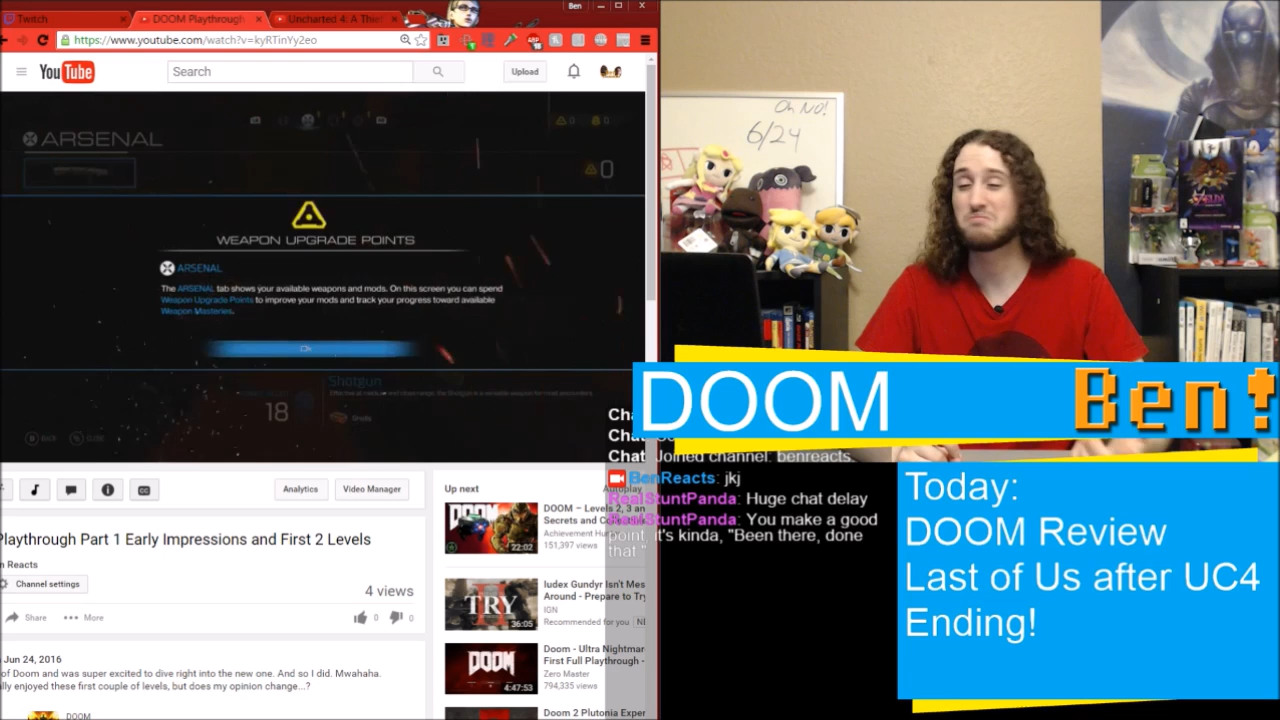 Twitch
DOOM Playthrough
Uncharted 4: A Thief
Ben
https://www.youtube.com/watch?v=kyRTinYy2eo
YouTube
Search
Upload
ARSENAL
0
WEAPON UPGRADE POINTS
ARSENAL
The ARSENAL tab shows your available weapons and mods. On this screen you can spend
Weapon Upgrade Points to improve your mods and track your progress toward available
Weapon Masteries.
Shotgun
18
Shells
BACK
Analytics
Video Manager
Playthrough Part 1 Early Impressions and First 2 Levels
n Reacts
Channel settings
4 views
Share
More
0
0
Jun 24, 2016
of Doom and was super excited to dive right into the new one. And so I did. Mwahaha.
lly enjoyed these first couple of levels, but does my opinion change...?
DOOM
Up next
Autoplay
DOOM – Levels 2, 3 an
Secrets and Co
Achievement Hun
151,397 views
22:02
Iudex Gundyr Isn't Mes
Around - Prepare to Try
IGN
Recommended for you
TRY
36:05
Doom - Ultra Nightmar
First Full Playthrough -
Zero Master
794,335 views
DOOM
4:47:53
Doom 2 Plutonia Exper
Oh No!
6/24
ZELDA
DOOM
Ben!
Cha
Cha
Chat: Joined channel: benreacts.
BenReacts: jkj
RealStuntPanda: Huge chat delay
RealStuntPanda: You make a good
point, it's kinda, "Been there, done
that "
Today:
DOOM Review
Last of Us after UC4
Ending!